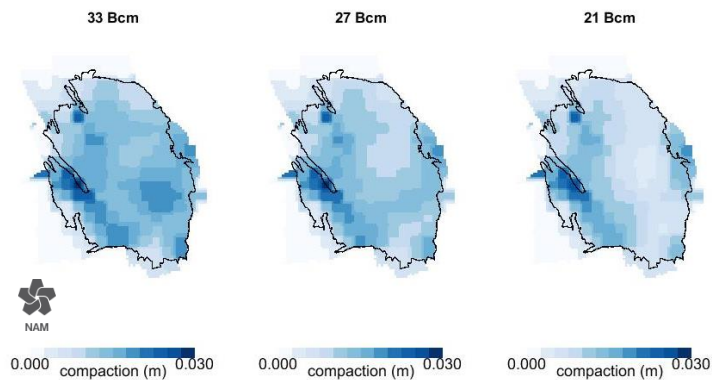 33 Bcm
27 Bcm
21 Bcm
NAM
0.000 0.030
compaction (m)
0.000 0.030
compaction (m)
0.000 0.030
compaction (m)